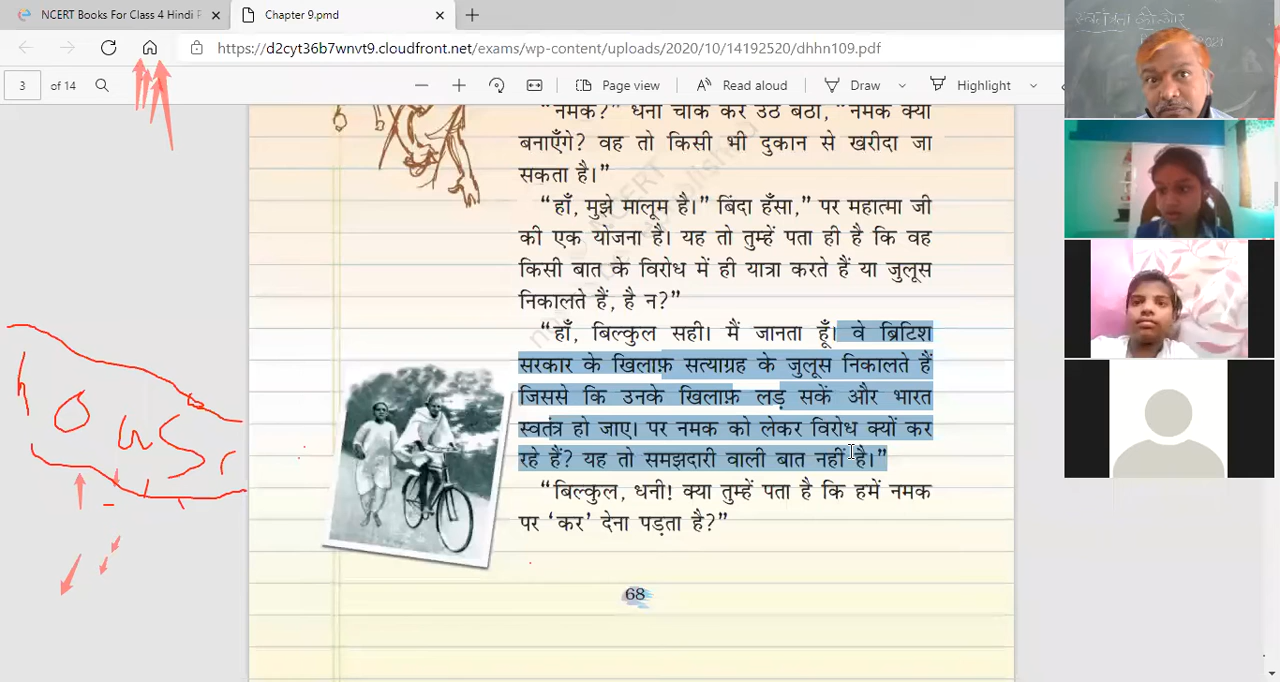 NCERT Books For Class 4 Hindi
Chapter 9.pmd
https://d2cyt36b7wnvt9.cloudfront.net/exams/wp-content/uploads/2020/10/14192520/dhhn109.pdf
3 of 14
Page view
Read aloud
Draw
Highlight
“नमक?” धनी चौंक कर उठ बैठा, “नमक क्यों
बनाएँगे? वह तो किसी भी दुकान से खरीदा जा
सकता है।”
“हाँ, मुझे मालूम है।” बिंदा हँसा,” पर महात्मा जी
की एक योजना है। यह तो तुम्हें पता ही है कि वह
किसी बात के विरोध में ही यात्रा करते हैं या जुलूस
निकालते हैं, है न?”
“हाँ, बिल्कुल सही। मैं जानता हूँ। वे ब्रिटिश
सरकार के खिलाफ़ सत्याग्रह के जुलूस निकालते हैं
जिससे कि उनके खिलाफ़ लड़ सकें और भारत
स्वतंत्र हो जाए। पर नमक को लेकर विरोध क्यों कर
रहे हैं? यह तो समझदारी वाली बात नहीं है।”
“बिल्कुल, धनी! क्या तुम्हें पता है कि हमें नमक
पर ‘कर’ देना पड़ता है?”
68
© NCERT